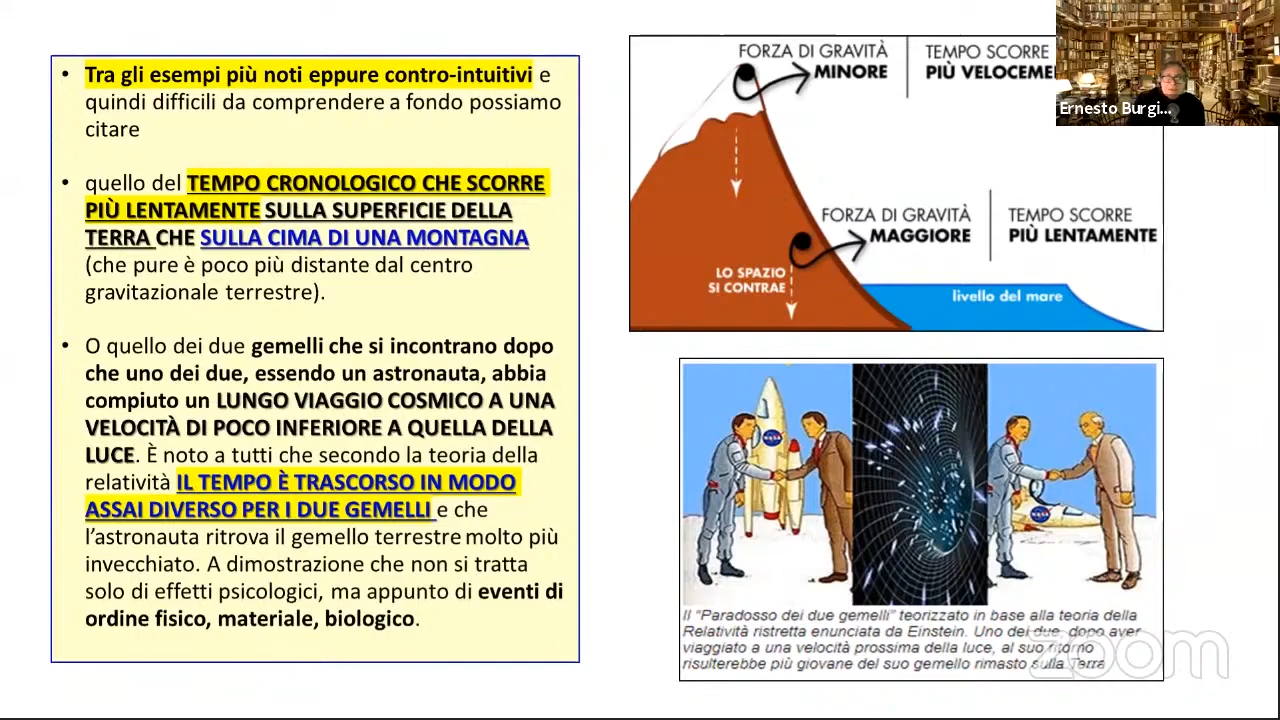 • Tra gli esempi più noti eppure contro-intuitivi e
quindi difficili da comprendere a fondo possiamo
citare
• quello del TEMPO CRONOLOGICO CHE SCORRE
PIÙ LENTAMENTE SULLA SUPERFICIE DELLA
TERRA CHE SULLA CIMA DI UNA MONTAGNA
(che pure è poco più distante dal centro
gravitazionale terrestre).
• O quello dei due gemelli che si incontrano dopo
che uno dei due, essendo un astronauta, abbia
compiuto un LUNGO VIAGGIO COSMICO A UNA
VELOCITÀ DI POCO INFERIORE A QUELLA DELLA
LUCE. È noto a tutti che secondo la teoria della
relatività IL TEMPO È TRASCORSO IN MODO
ASSAI DIVERSO PER I DUE GEMELLI e che
l'astronauta ritrova il gemello terrestre molto più
invecchiato. A dimostrazione che non si tratta
solo di effetti psicologici, ma appunto di eventi di
ordine fisico, materiale, biologico.
FORZA DI GRAVITÀ
MINORE
TEMPO SCORRE
PIÙ VELOCEME
Ernesto Burgi...
FORZA DI GRAVITÀ
MAGGIORE
TEMPO SCORRE
PIÙ LENTAMENTE
LO SPAZIO
SI CONTRAE
livello del mare
NASA
NASA
Il "Paradosso dei due gemelli" teorizzato in base alla teoria della
Relatività ristretta enunciata da Einstein. Uno dei due, dopo aver
viaggiato a una velocità prossima della luce, al suo ritorno
risulterebbe più giovane del suo gemello rimasto sulla Terra
zoom